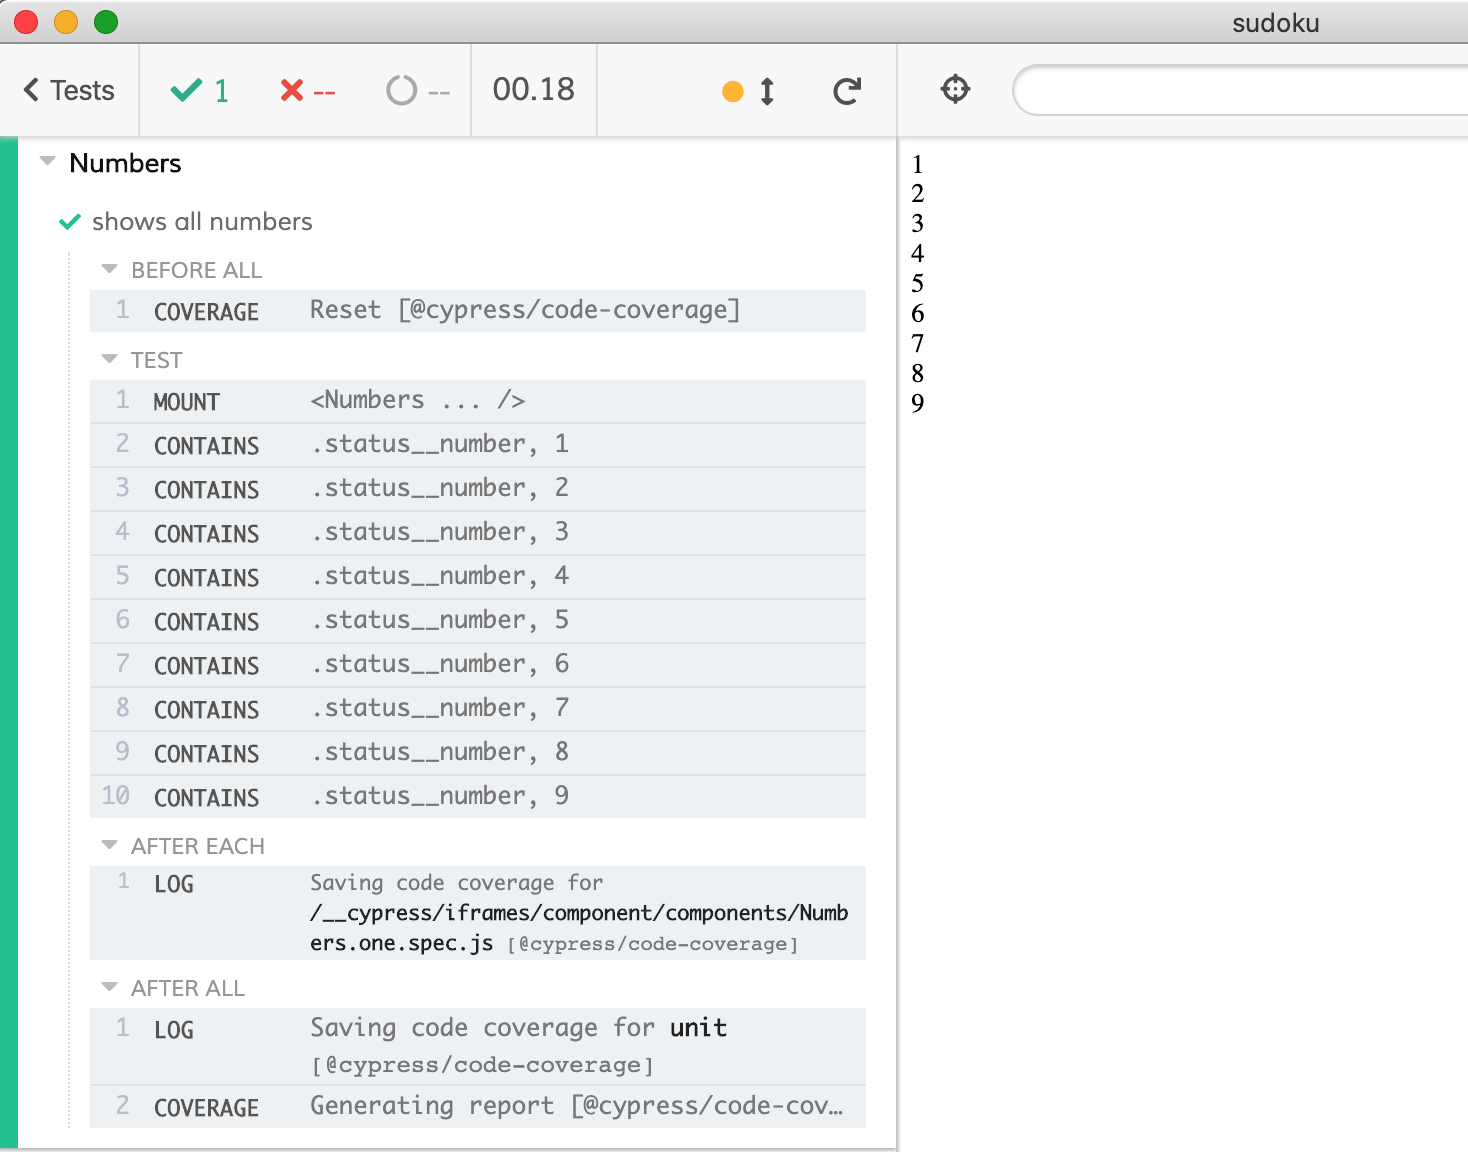 sudoku
Tests 1 -- -- 00.18
Numbers
shows all numbers
BEFORE ALL
1 COVERAGE Reset [@cypress/code-coverage]
TEST
1 MOUNT <Numbers ... />
2 CONTAINS .status__number, 1
3 CONTAINS .status__number, 2
4 CONTAINS .status__number, 3
5 CONTAINS .status__number, 4
6 CONTAINS .status__number, 5
7 CONTAINS .status__number, 6
8 CONTAINS .status__number, 7
9 CONTAINS .status__number, 8
10 CONTAINS .status__number, 9
AFTER EACH
1 LOG Saving code coverage for
/__cypress/iframes/component/components/Numb
ers.one.spec.js [@cypress/code-coverage]
AFTER ALL
1 LOG Saving code coverage for unit
[@cypress/code-coverage]
2 COVERAGE Generating report [@cypress/code-cov…
1
2
3
4
5
6
7
8
9